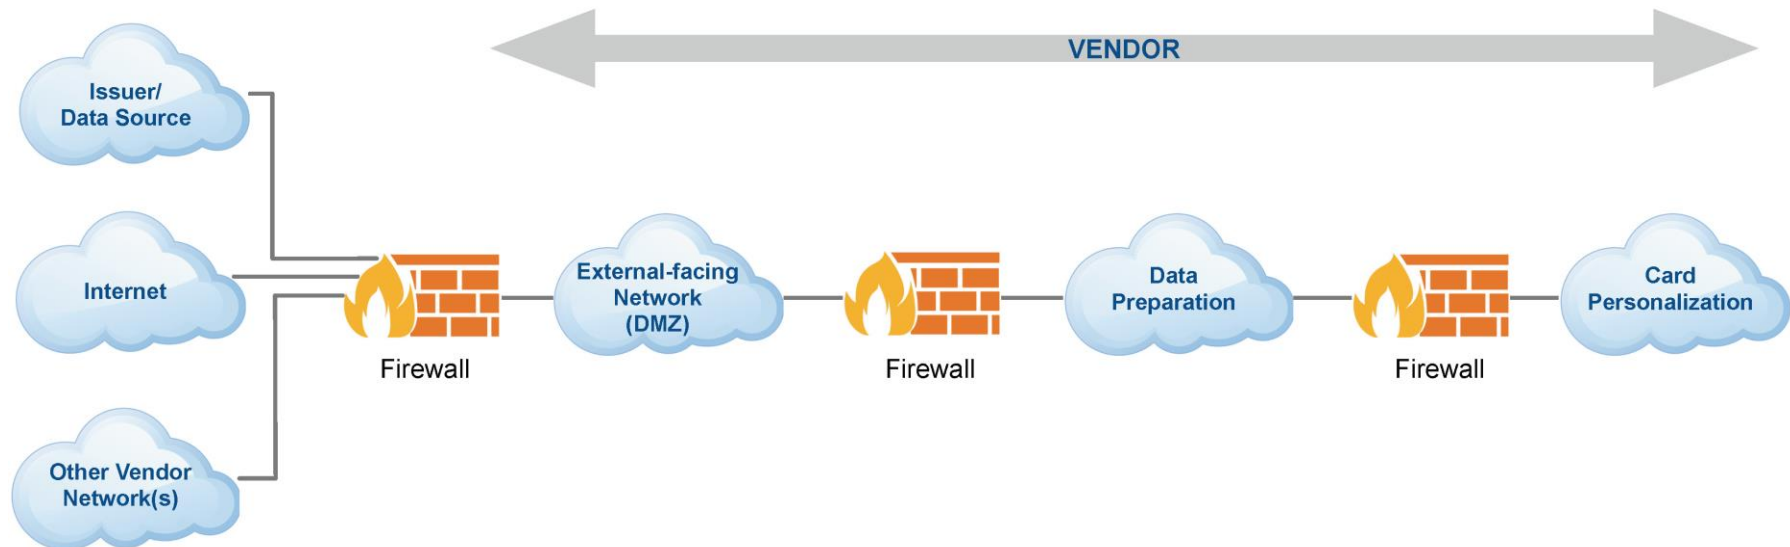 VENDOR
Issuer/
Data Source
Internet
Other Vendor
Network(s)
Firewall
External-facing
Network
(DMZ)
Firewall
Data
Preparation
Firewall
Card
Personalization